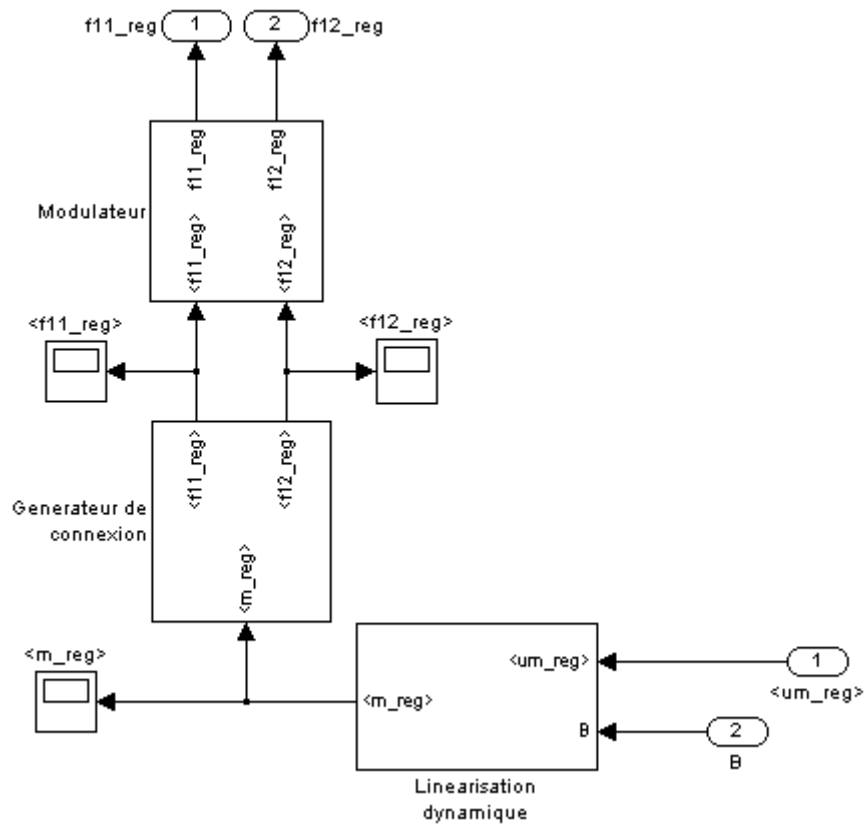 f11_reg
1
2
f12_reg
f11_reg
f12_reg
Modulateur
<f11_reg>
<f12_reg>
<f11_reg>
<f12_reg>
<f11_reg>
<f12_reg>
Generateur de
connexion
<m_reg>
<m_reg>
<m_reg>
<um_reg>
1
<um_reg>
B
2
B
Linearisation
dynamique